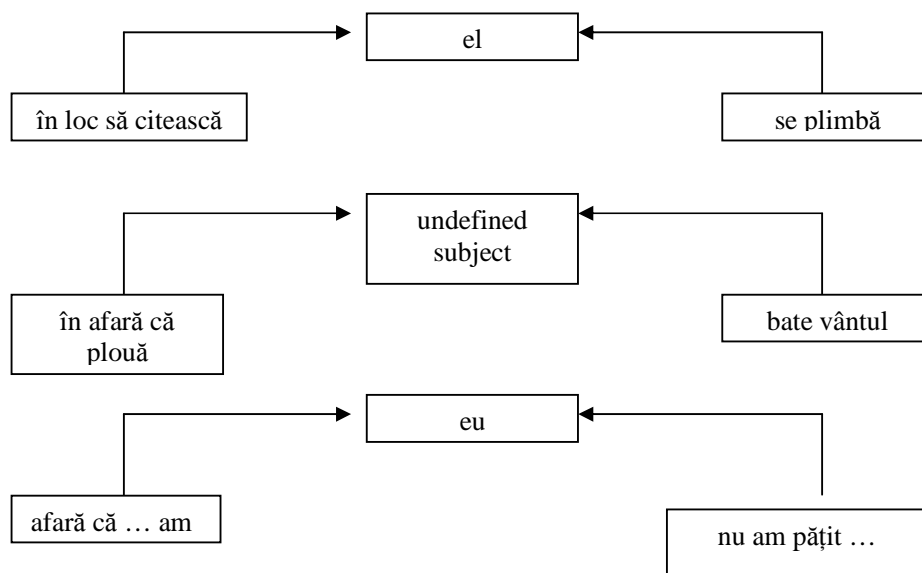 el
în loc să citească
se plimbă
undefined
subject
în afară că
plouă
bate vântul
eu
afară că … am
nu am pățit …